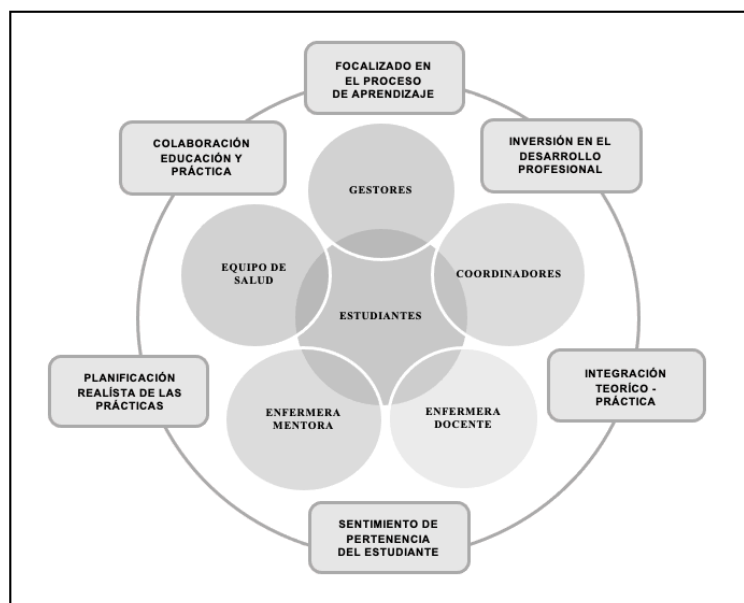 FOCALIZADO EN
EL PROCESO
DE APRENDIZAJE
COLABORACIÓN
EDUCACIÓN Y
PRÁCTICA
INVERSIÓN EN EL
DESARROLLO
PROFESIONAL
GESTORES
EQUIPO DE
SALUD
COORDINADORES
ESTUDIANTES
PLANIFICACIÓN
REALÍSTA DE LAS
PRÁCTICAS
INTEGRACIÓN
TEORÍCO -
PRÁCTICA
ENFERMERA
MENTORA
ENFERMERA
DOCENTE
SENTIMIENTO DE
PERTENENCIA
DEL ESTUDIANTE